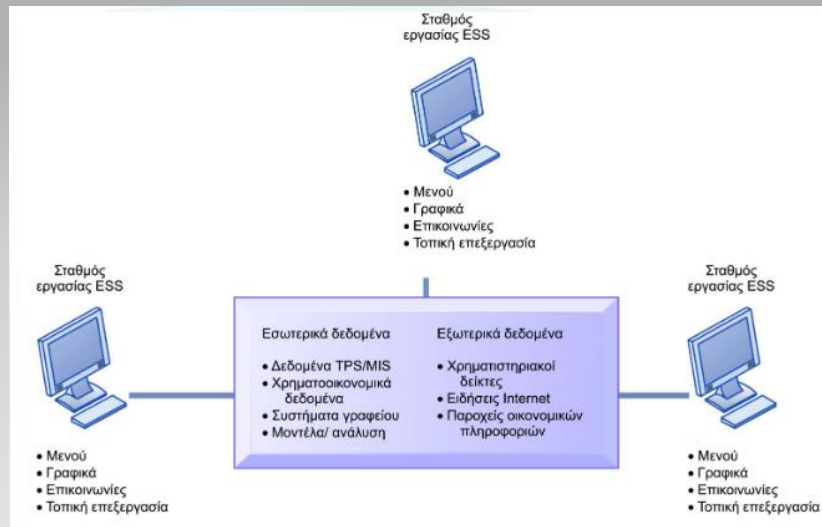 Σταθμός
εργασίας ESS
• Μενού
• Γραφικά
• Επικοινωνίες
• Τοπική επεξεργασία
Σταθμός
εργασίας ESS
• Μενού
• Γραφικά
• Επικοινωνίες
• Τοπική επεξεργασία
Εσωτερικά δεδομένα
• Δεδομένα TPS/MIS
• Χρηματοοικονομικά
δεδομένα
• Συστήματα γραφείου
• Μοντέλα/ ανάλυση
Εξωτερικά δεδομένα
• Χρηματιστηριακοί
δείκτες
• Ειδήσεις Internet
• Παροχείς οικονομικών
πληροφοριών
Σταθμός
εργασίας ESS
• Μενού
• Γραφικά
• Επικοινωνίες
• Τοπική επεξεργασία